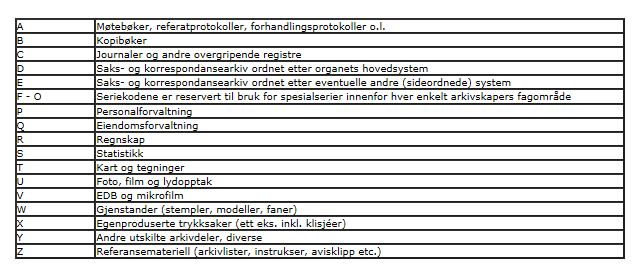 A Møtebøker, referatprotokoller, forhandlingsprotokoller o.l.
B Kopibøker
C Journaler og andre overgripende registre
D Saks- og korrespondansearkiv ordnet etter organets hovedsystem
E Saks- og korrespondansearkiv ordnet etter eventuelle andre (sideordnede) system
F - O Seriekodene er reservert til bruk for spesialserier innenfor hver enkelt arkivskapers fagområde
P Personalforvaltning
Q Eiendomsforvaltning
R Regnskap
S Statistikk
T Kart og tegninger
U Foto, film og lydopptak
V EDB og mikrofilm
W Gjenstander (stempler, modeller, faner)
X Egenproduserte trykksaker (ett eks. inkl. klisjéer)
Y Andre utskilte arkivdeler, diverse
Z Referansemateriell (arkivlister, instrukser, avisklipp etc.)